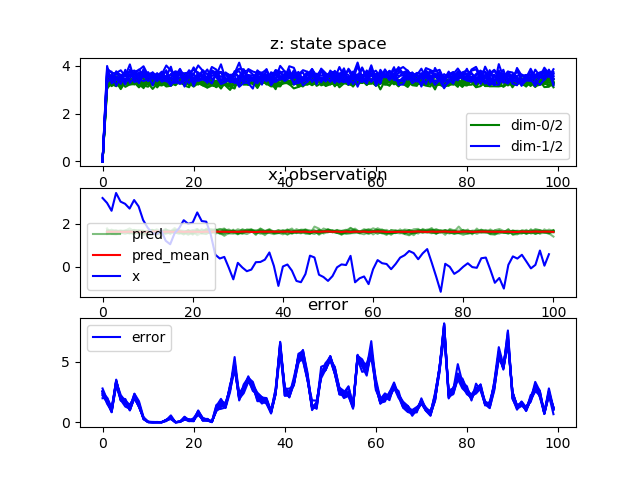 z: state space
4
2
0
dim-0/2
dim-1/2
0 20 40 60 80 100
x: observation
2
0
pred
pred_mean
x
0 20 40 60 80 100
error
5
0
error
0 20 40 60 80 100